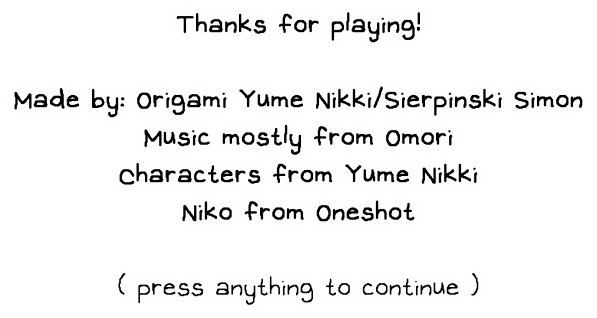 Thanks for playing!
Made by: Origami Yume Nikki/Sierpinski Simon
Music mostly from Omori
Characters from Yume Nikki
Niko from Oneshot
( press anything to continue )